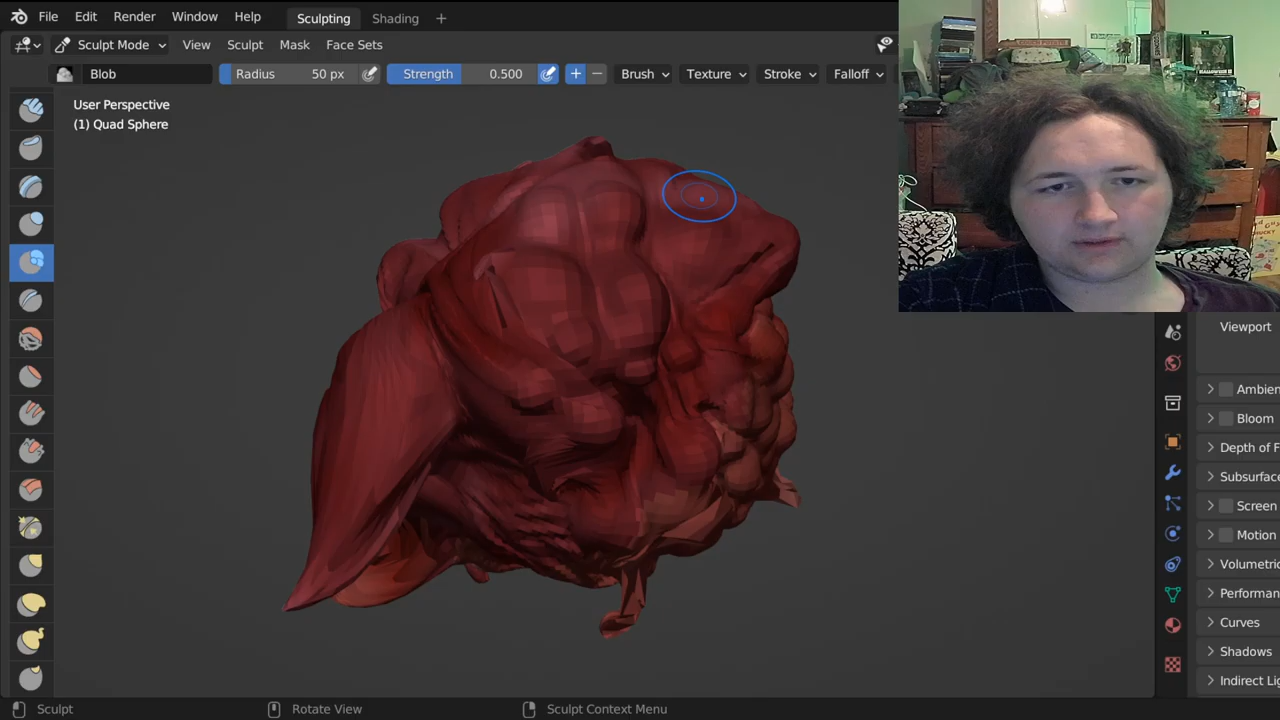 File Edit Render Window Help Sculpting Shading +
Sculpt Mode View Sculpt Mask Face Sets
Blob Radius 50 px Strength 0.500 + − Brush Texture Stroke Falloff
User Perspective
(1) Quad Sphere
Viewport
Ambien
Bloom
Depth of F
Subsurface
Screen
Motion
Volumetric
Performan
Curves
Shadows
Indirect Lig
Sculpt Rotate View Sculpt Context Menu